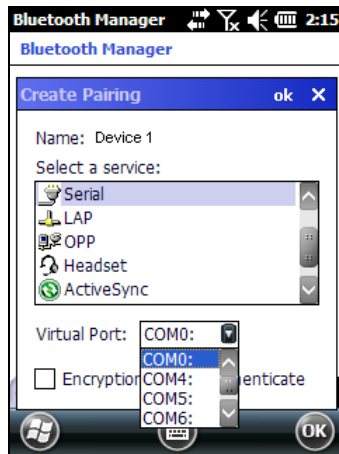 Bluetooth Manager 2:15
Bluetooth Manager
Create Pairing ok X
Name: Device 1
Select a service:
Serial
LAP
OPP
Headset
ActiveSync
Virtual Port: COM0:
COM0:
COM4:
COM5:
COM6:
Encryption enticate
OK